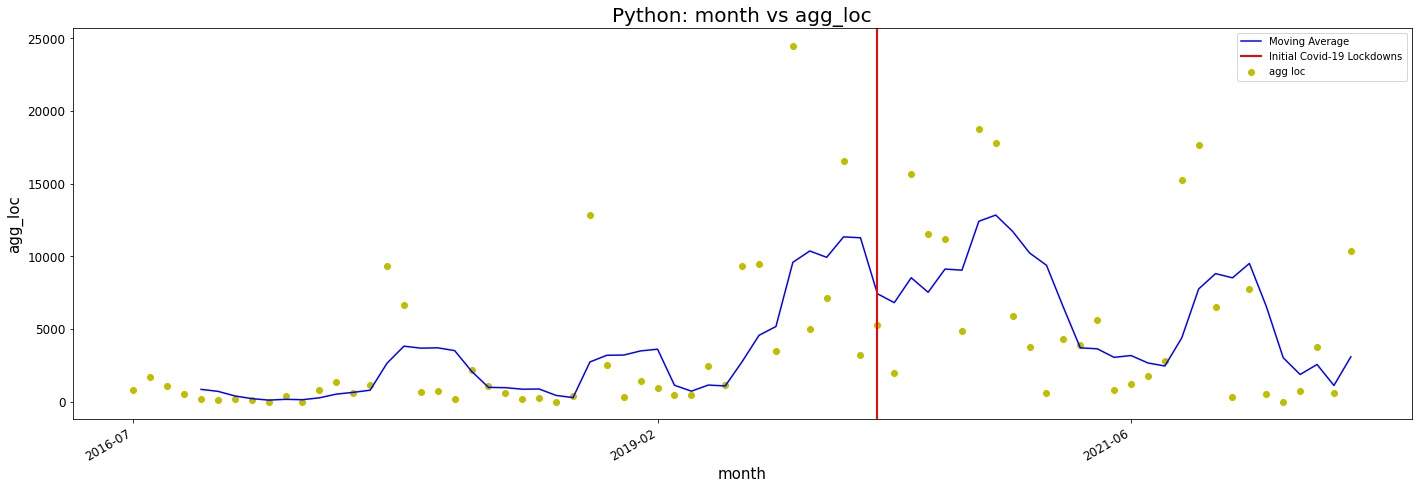 Python: month vs agg_loc
25000
20000
15000
10000
5000
0
agg_loc
Moving Average
Initial Covid-19 Lockdowns
agg loc
2016-07
2019-02
2021-06
month